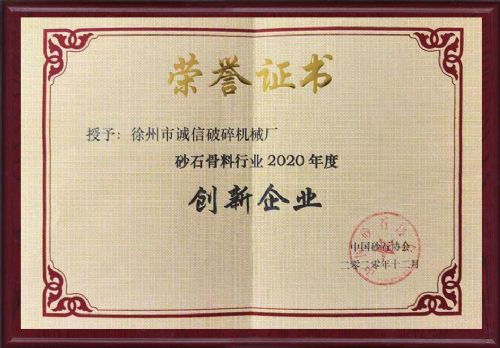 荣誉证书
授予：徐州市诚信破碎机械厂
砂石骨料行业2020年度
创新企业
中国砂石协会
二零二零年十二月